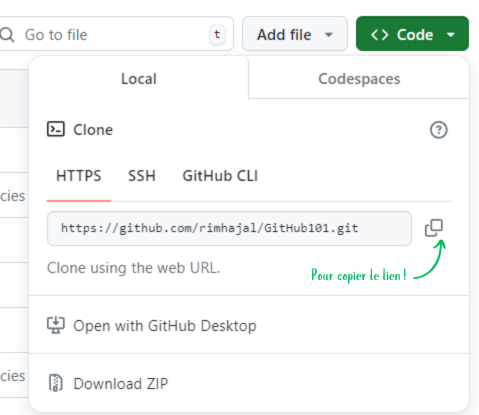 Go to file
t
Add file
<> Code
Local
Codespaces
Clone
HTTPS
SSH
GitHub CLI
cies
https://github.com/rimhajal/GitHub101.git
Clone using the web URL.
Pour copier le lien !
Open with GitHub Desktop
cies
Download ZIP